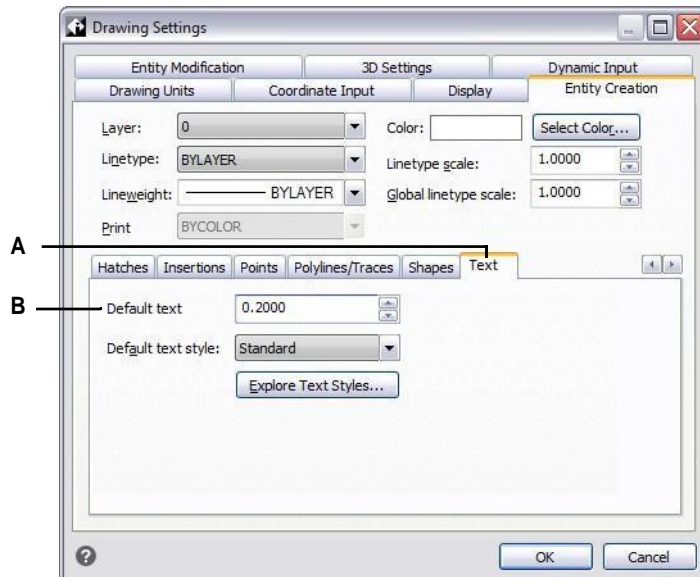 Drawing Settings
Entity Modification 3D Settings Dynamic Input
Drawing Units Coordinate Input Display Entity Creation
Layer: 0 Color: Select Color...
Linetype: BYLAYER Linetype scale: 1.0000
Lineweight: BYLAYER Global linetype scale: 1.0000
Print BYCOLOR
A
Hatches Insertions Points Polylines/Traces Shapes Text
B Default text 0.2000
Default text style: Standard
Explore Text Styles...
? OK Cancel